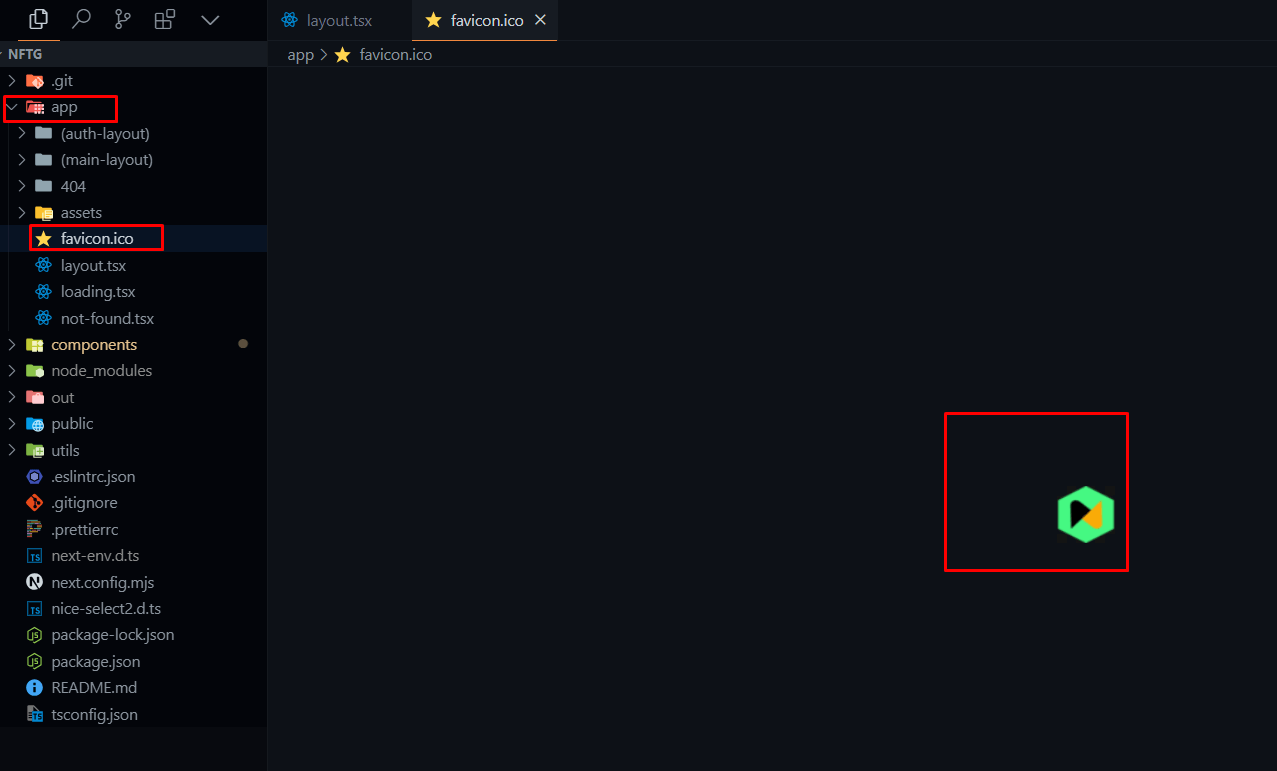 layout.tsx
favicon.ico
NFTG
app
favicon.ico
.git
app
(auth-layout)
(main-layout)
404
assets
favicon.ico
layout.tsx
loading.tsx
not-found.tsx
components
node_modules
out
public
utils
.eslintrc.json
.gitignore
.prettierrc
next-env.d.ts
next.config.mjs
nice-select2.d.ts
package-lock.json
package.json
README.md
tsconfig.json